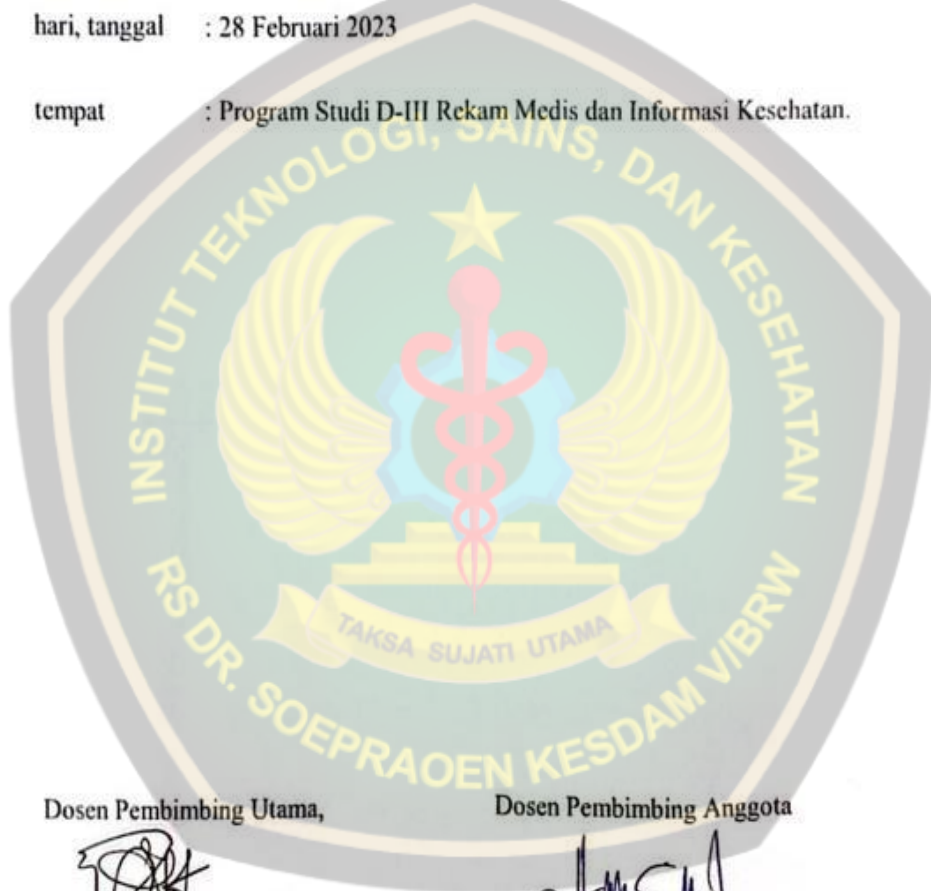 hari, tanggal : 28 Februari 2023
tempat : Program Studi D-III Rekam Medis dan Informasi Kesehatan.
INSTITUT TEKNOLOGI, SAINS, DAN KESEHATAN
TAKSA SUJATI UTAMA
RS DR. SOEPRAOEN KESDAM V/BRW
Dosen Pembimbing Utama, Dosen Pembimbing Anggota